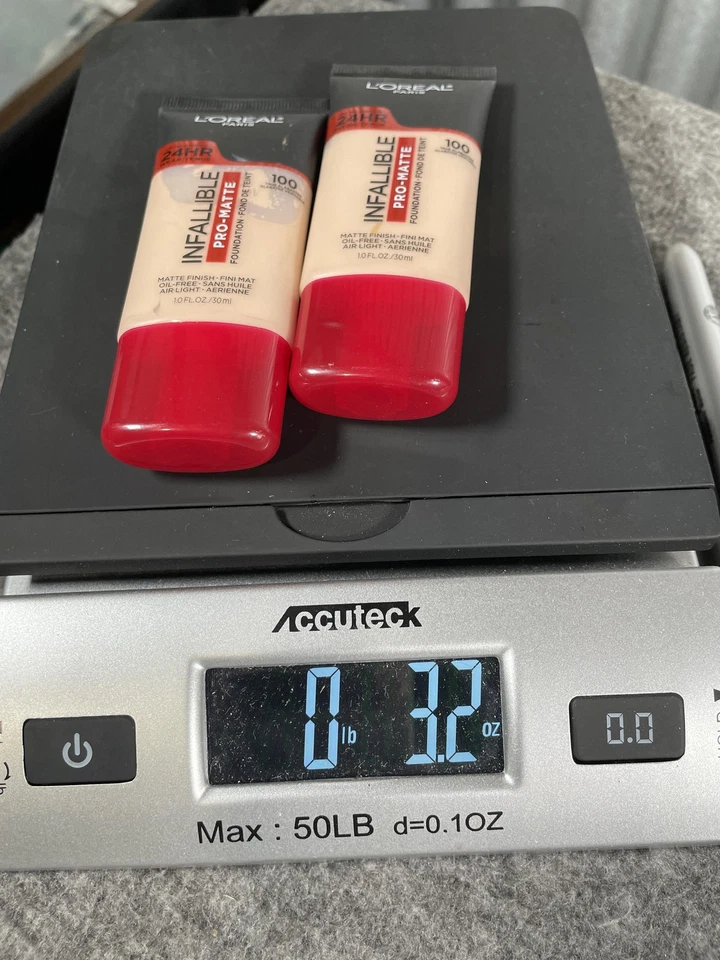 L'ORÉAL
PARIS
24HR
INFALLIBLE
PRO-MATTE
FOUNDATION · FOND DE TEINT
100
MATTE FINISH · FINI MAT
OIL-FREE · SANS HUILE
AIR LIGHT · AERIENNE
1.0 FL.OZ./30ml
L'ORÉAL
PARIS
24HR
INFALLIBLE
PRO-MATTE
FOUNDATION · FOND DE TEINT
100
MATTE FINISH · FINI MAT
OIL-FREE · SANS HUILE
AIR LIGHT · AERIENNE
1.0 FL.OZ./30ml
Accuteck
0 lb 3.2 oz
0.0
Max : 50LB d=0.1OZ